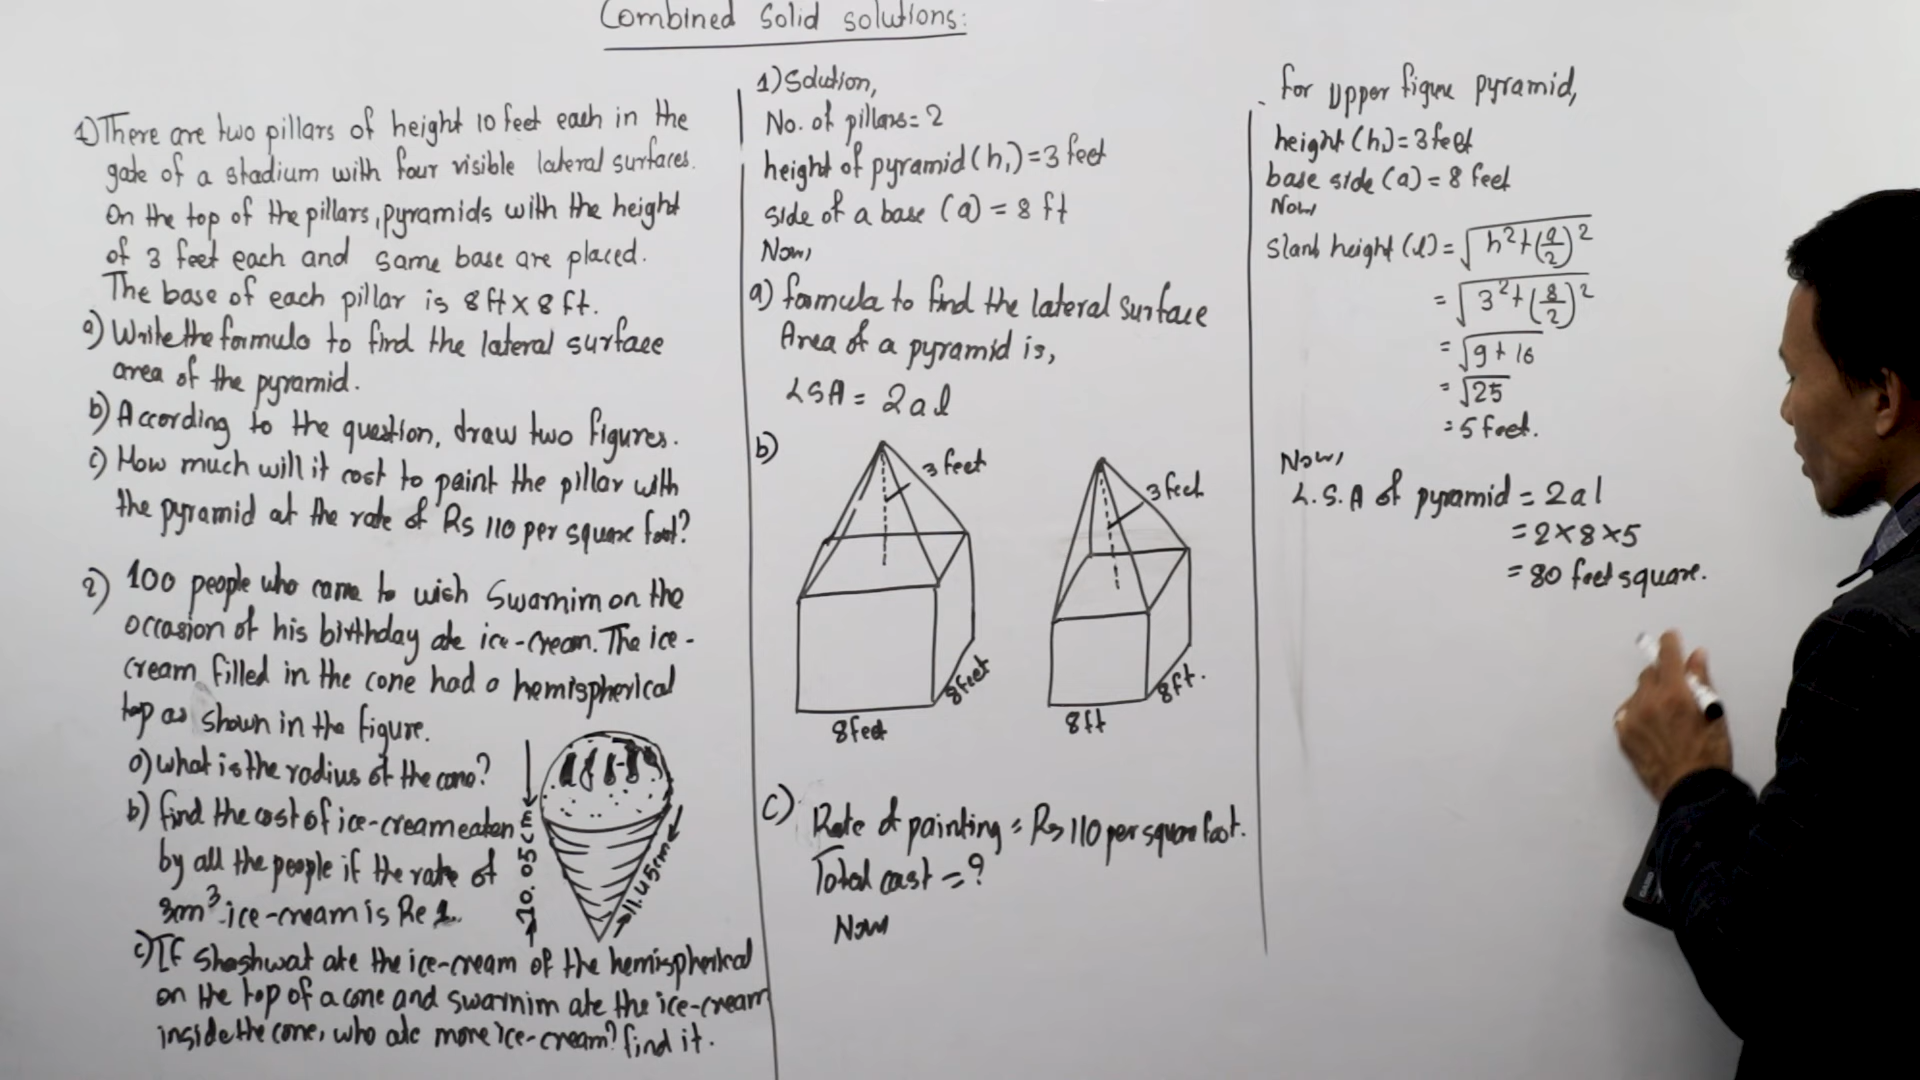 Combined Solid solutions:
1) There are two pillars of height 10 feet each in the
gate of a stadium with four visible lateral surfaces.
On the top of the pillars, pyramids with the height
of 3 feet each and same base are placed.
The base of each pillar is 8ft x 8ft.
a) Write the formula to find the lateral surface
area of the pyramid.
b) According to the question, draw two figures.
c) How much will it cost to paint the pillar with
the pyramid at the rate of Rs 110 per square foot?
2) 100 people who came to wish Swarnim on the
occasion of his birthday ate ice-cream. The ice-
cream filled in the cone had a hemispherical
top as shown in the figure.
a) what is the radius of the cone?
b) find the cost of ice-cream eaten
by all the people if the rate of
3cm³ ice-cream is Re 1.
c) If Shashwat ate the ice-cream of the hemispherical
on the top of a cone and swarnim ate the ice-cream
inside the cone, who ate more ice-cream? find it.
11.45cm
1) Solution,
No. of pillars = 2
height of pyramid (h₁) = 3 feet
side of a base (a) = 8 ft
Now,
a) formula to find the lateral surface
Area of a pyramid is,
LSA = 2al
b)
3 feet
8 feet
8 feet
3 feet
8ft.
8ft
c) Rate of painting = Rs 110 per square foot.
Total cast = ?
Now
for Upper figure pyramid,
height (h₁) = 3 feet
base side (a) = 8 feet
Now
Slant height (l) = √h² + (a/2)²
= √3² + (8/2)²
= √9 + 16
= √25
= 5 feet.
Now,
L.S.A of pyramid = 2al
= 2 × 8 × 5
= 80 feet square.
CASIO